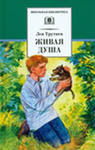 ШКОЛЬНАЯ БИБЛИОТЕКА
Лев Трутнев
ЖИВАЯ
ДУША